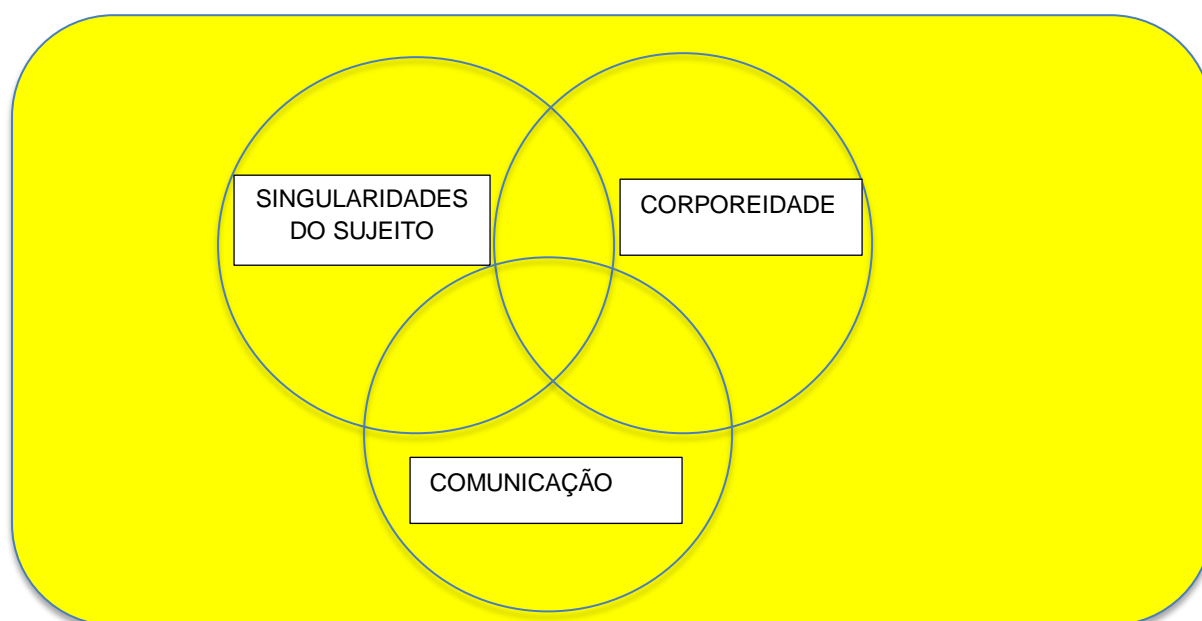 SINGULARIDADES
DO SUJEITO
CORPOREIDADE
COMUNICAÇÃO